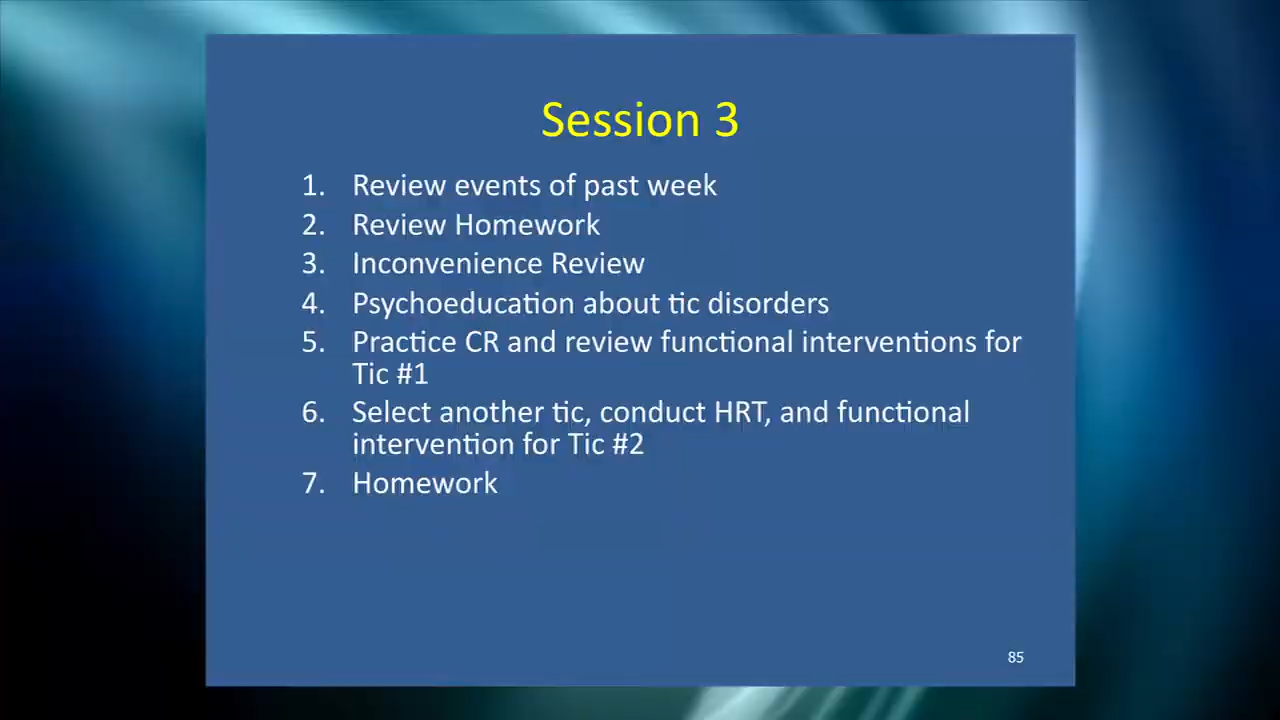 Session 3
1. Review events of past week
2. Review Homework
3. Inconvenience Review
4. Psychoeducation about tic disorders
5. Practice CR and review functional interventions for
Tic #1
6. Select another tic, conduct HRT, and functional
intervention for Tic #2
7. Homework
85